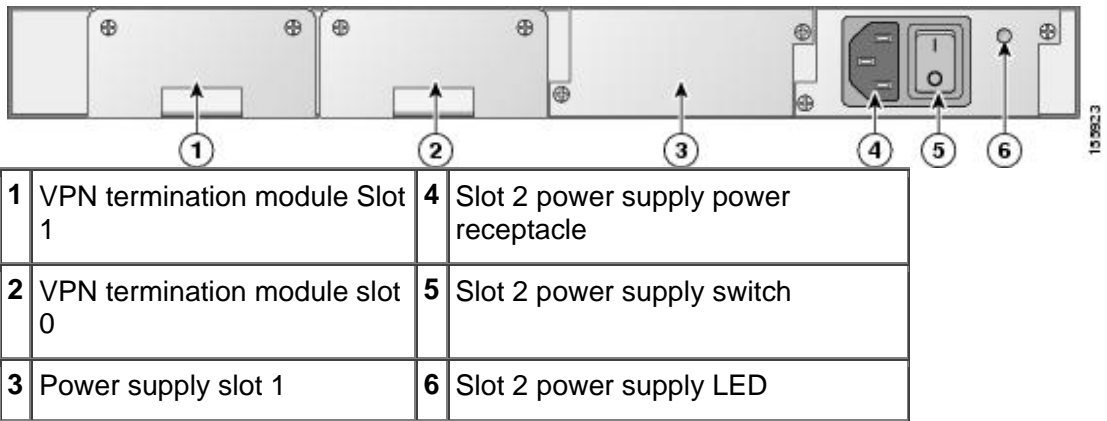 155923
1 2 3 4 5 6
1 VPN termination module Slot 4 Slot 2 power supply power
1 receptacle
2 VPN termination module slot 5 Slot 2 power supply switch
0
3 Power supply slot 1 6 Slot 2 power supply LED